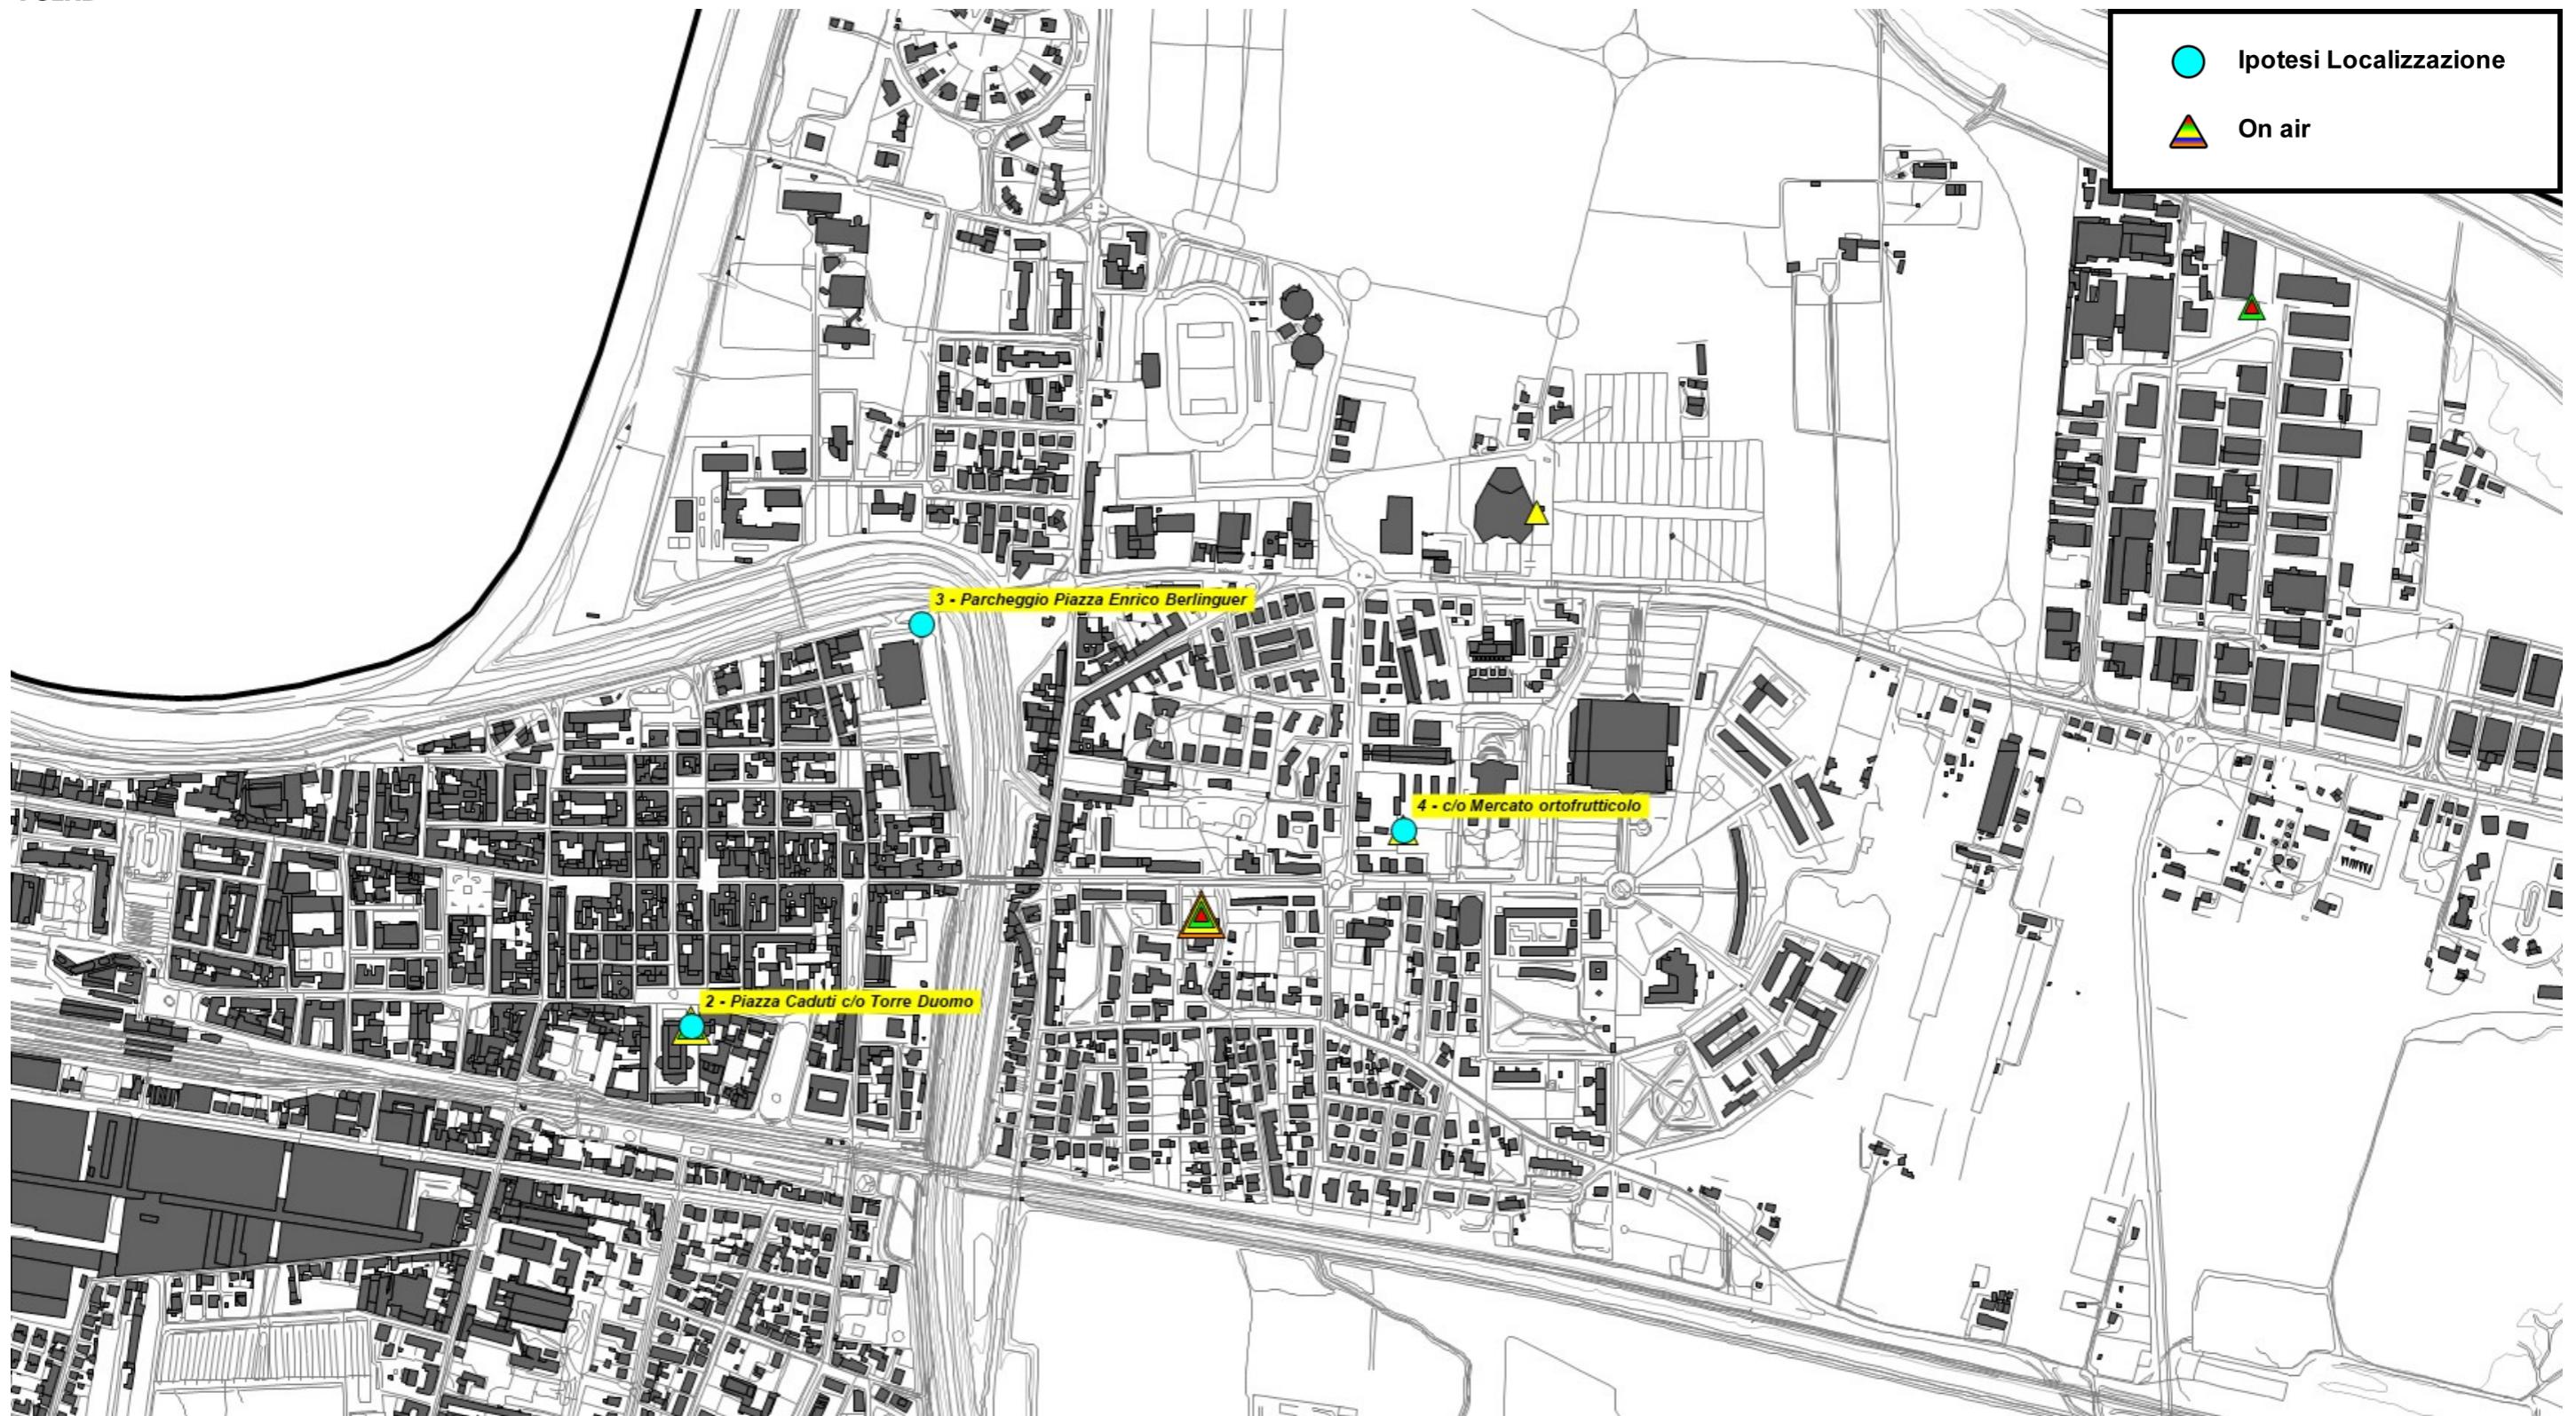 Ipotesi Localizzazione
On air
3 - Parcheggio Piazza Enrico Berlinguer
4 - c/o Mercato ortofrutticolo
2 - Piazza Caduti c/o Torre Duomo